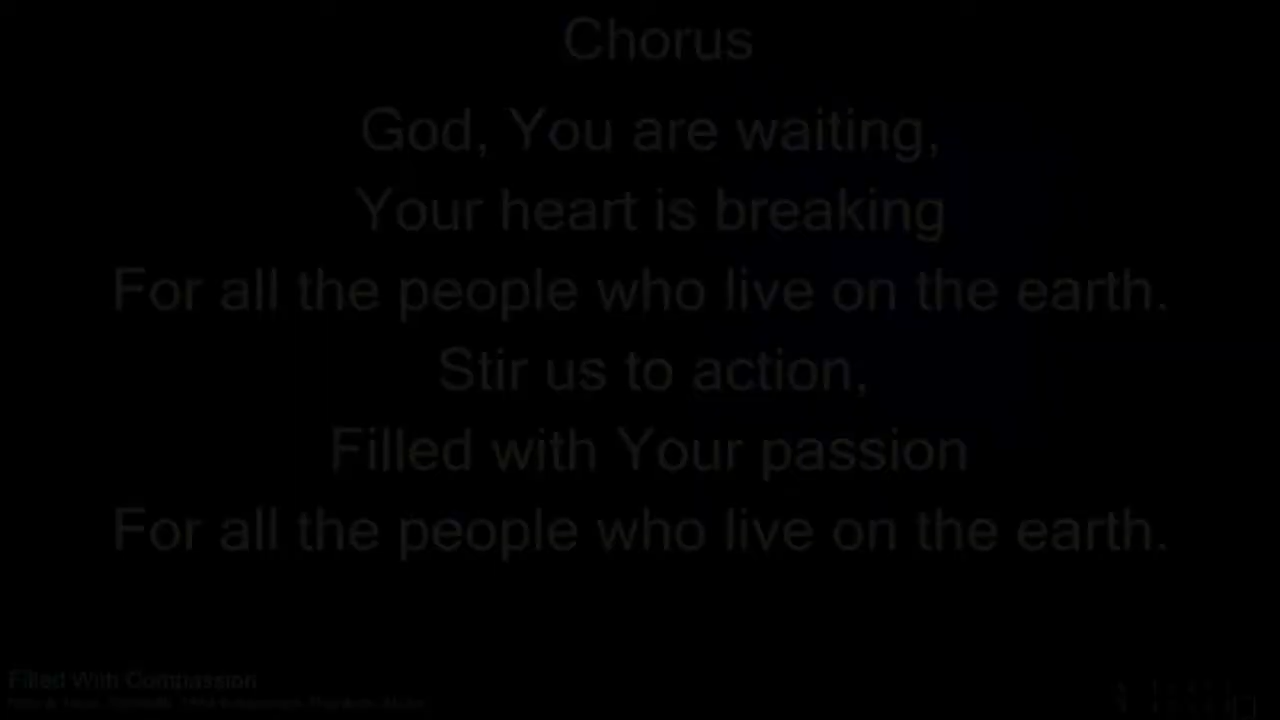 Chorus
God, You are waiting,
Your heart is breaking
For all the people who live on the earth.
Stir us to action,
Filled with Your passion
For all the people who live on the earth.
Filled With Compassion